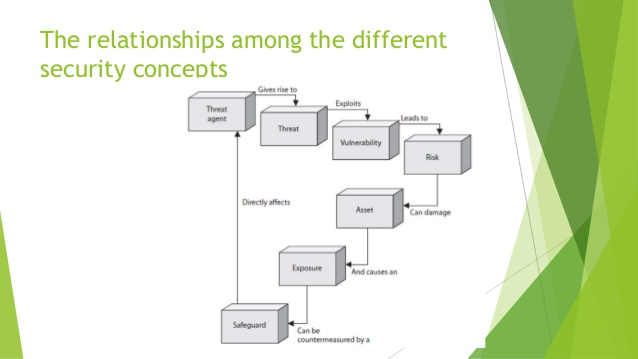 The relationships among the different
security concepts
Gives rise to
Threat
agent
Exploits
Threat
Leads to
Vulnerability
Risk
Directly affects
Asset
Can damage
Exposure
And causes an
Safeguard
Can be
countermeasured by a